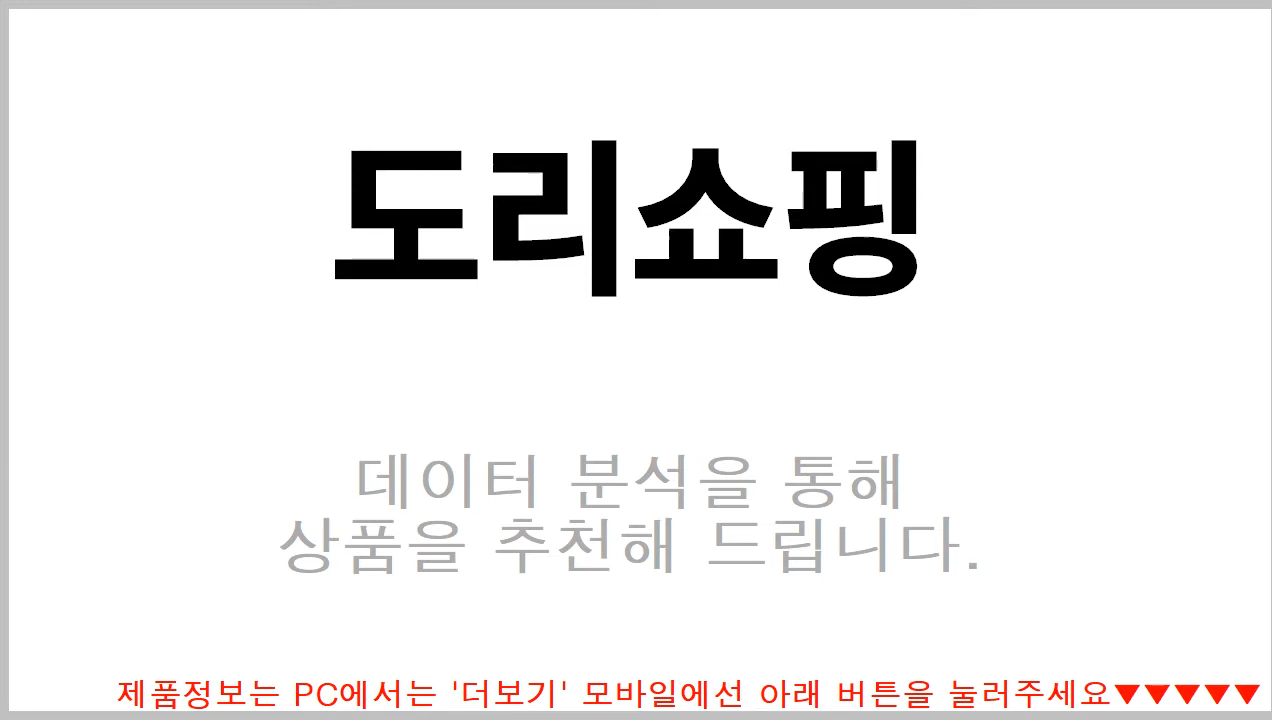 도리쇼핑
데이터 분석을 통해
상품을 추천해 드립니다.
제품정보는 PC에서는 '더보기' 모바일에선 아래 버튼을 눌러주세요▼▼▼▼▼